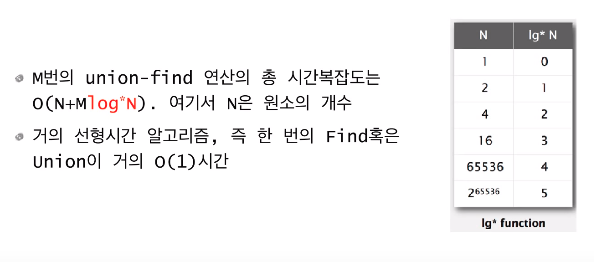 M번의 union-find 연산의 총 시간복잡도는
O(N+Mlog*N). 여기서 N은 원소의 개수
거의 선형시간 알고리즘, 즉 한 번의 Find혹은
Union이 거의 O(1)시간
N lg* N
1 0
2 1
4 2
16 3
65536 4
2⁶⁵⁵³⁶ 5
lg* function